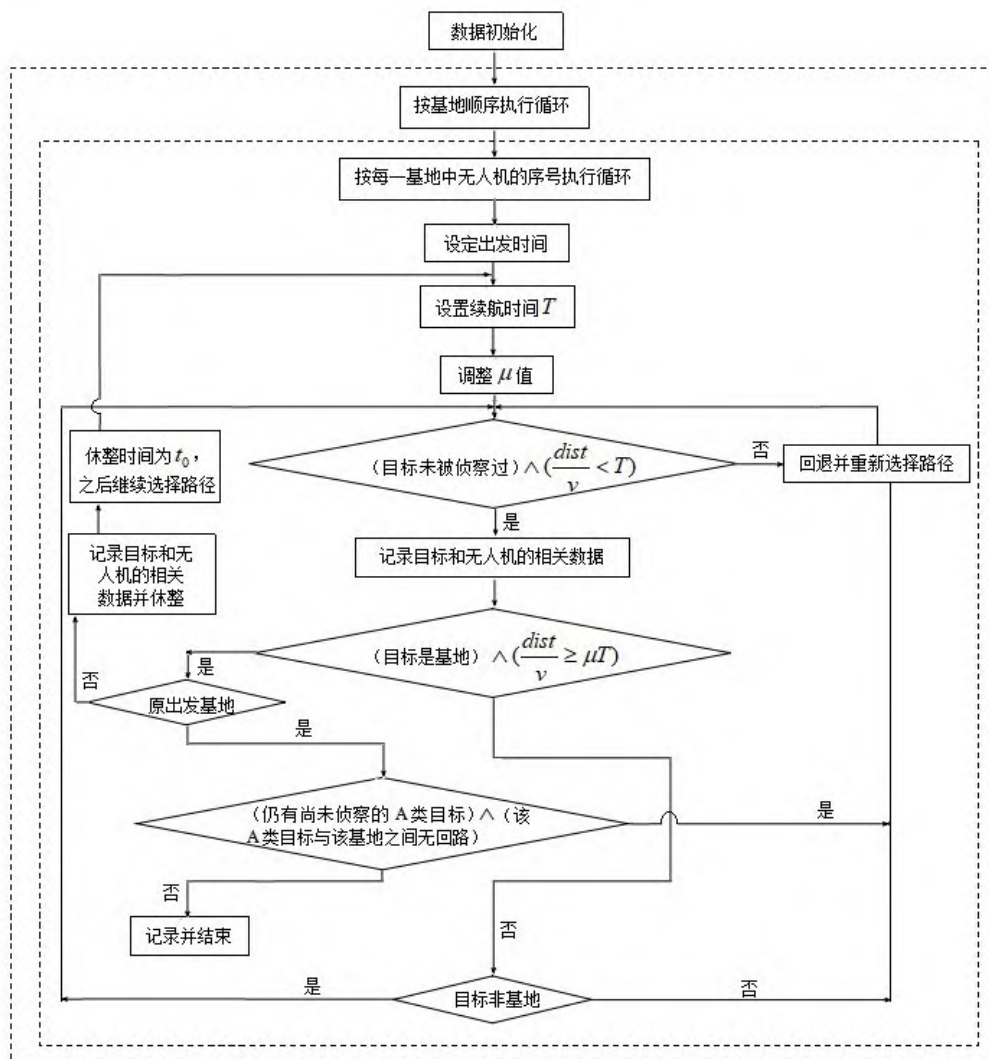 数据初始化
按基地顺序执行循环
按每一基地中无人机的序号执行循环
设定出发时间
设置续航时间T
调整 μ 值
(目标未被侦察过) ∧ (dist/v < T)
否
回退并重新选择路径
是
休整时间为 t₀，
之后继续选择路径
记录目标和无
人机的相关
数据并休整
记录目标和无人机的相关数据
(目标是基地) ∧ (dist/v ≥ μT)
是
否
原出发基地
是
(仍有尚未侦察的 A类目标) ∧ (该
A类目标与该基地之间无回路)
是
否
记录并结束
否
是
目标非基地
否